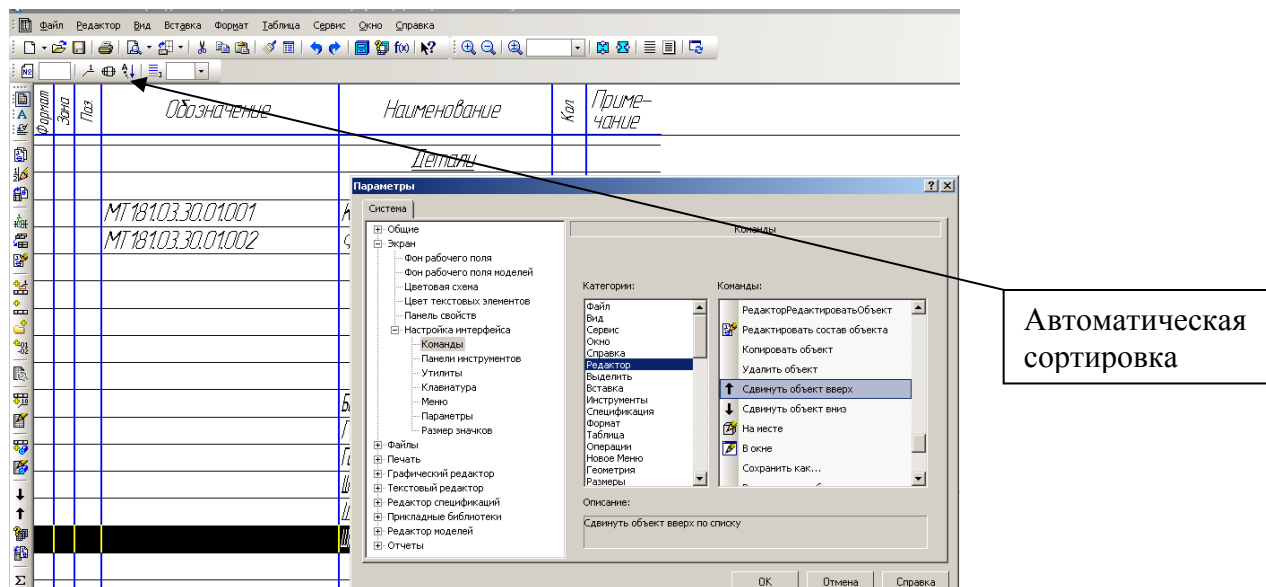 Файл Редактор Вид Вставка Формат Таблица Сервис Окно Справка
Формат Зона Поз. Обозначение Наименование Кол Приме-
чание
Детали
МТ181.03.30.01.001
МТ181.03.30.01.002
Параметры
Система
Общие
Экран
Фон рабочего поля
Фон рабочего поля моделей
Цветовая схема
Цвет текстовых элементов
Панель свойств
Настройка интерфейса
Команды
Панели инструментов
Утилиты
Клавиатура
Меню
Параметры
Размер значков
Файлы
Печать
Графический редактор
Текстовый редактор
Редактор спецификаций
Прикладные библиотеки
Редактор моделей
Отчеты
Команды
Категории:
Файл
Вид
Сервис
Окно
Справка
Редактор
Выделить
Вставка
Инструменты
Спецификация
Формат
Таблица
Операции
Новое Меню
Геометрия
Размеры
Команды:
РедакторРедактироватьОбъект
Редактировать состав объекта
Копировать объект
Удалить объект
Сдвинуть объект вверх
Сдвинуть объект вниз
На месте
В окне
Сохранить как...
Описание:
Сдвинуть объект вверх по списку
OK Отмена Справка
Автоматическая
сортировка